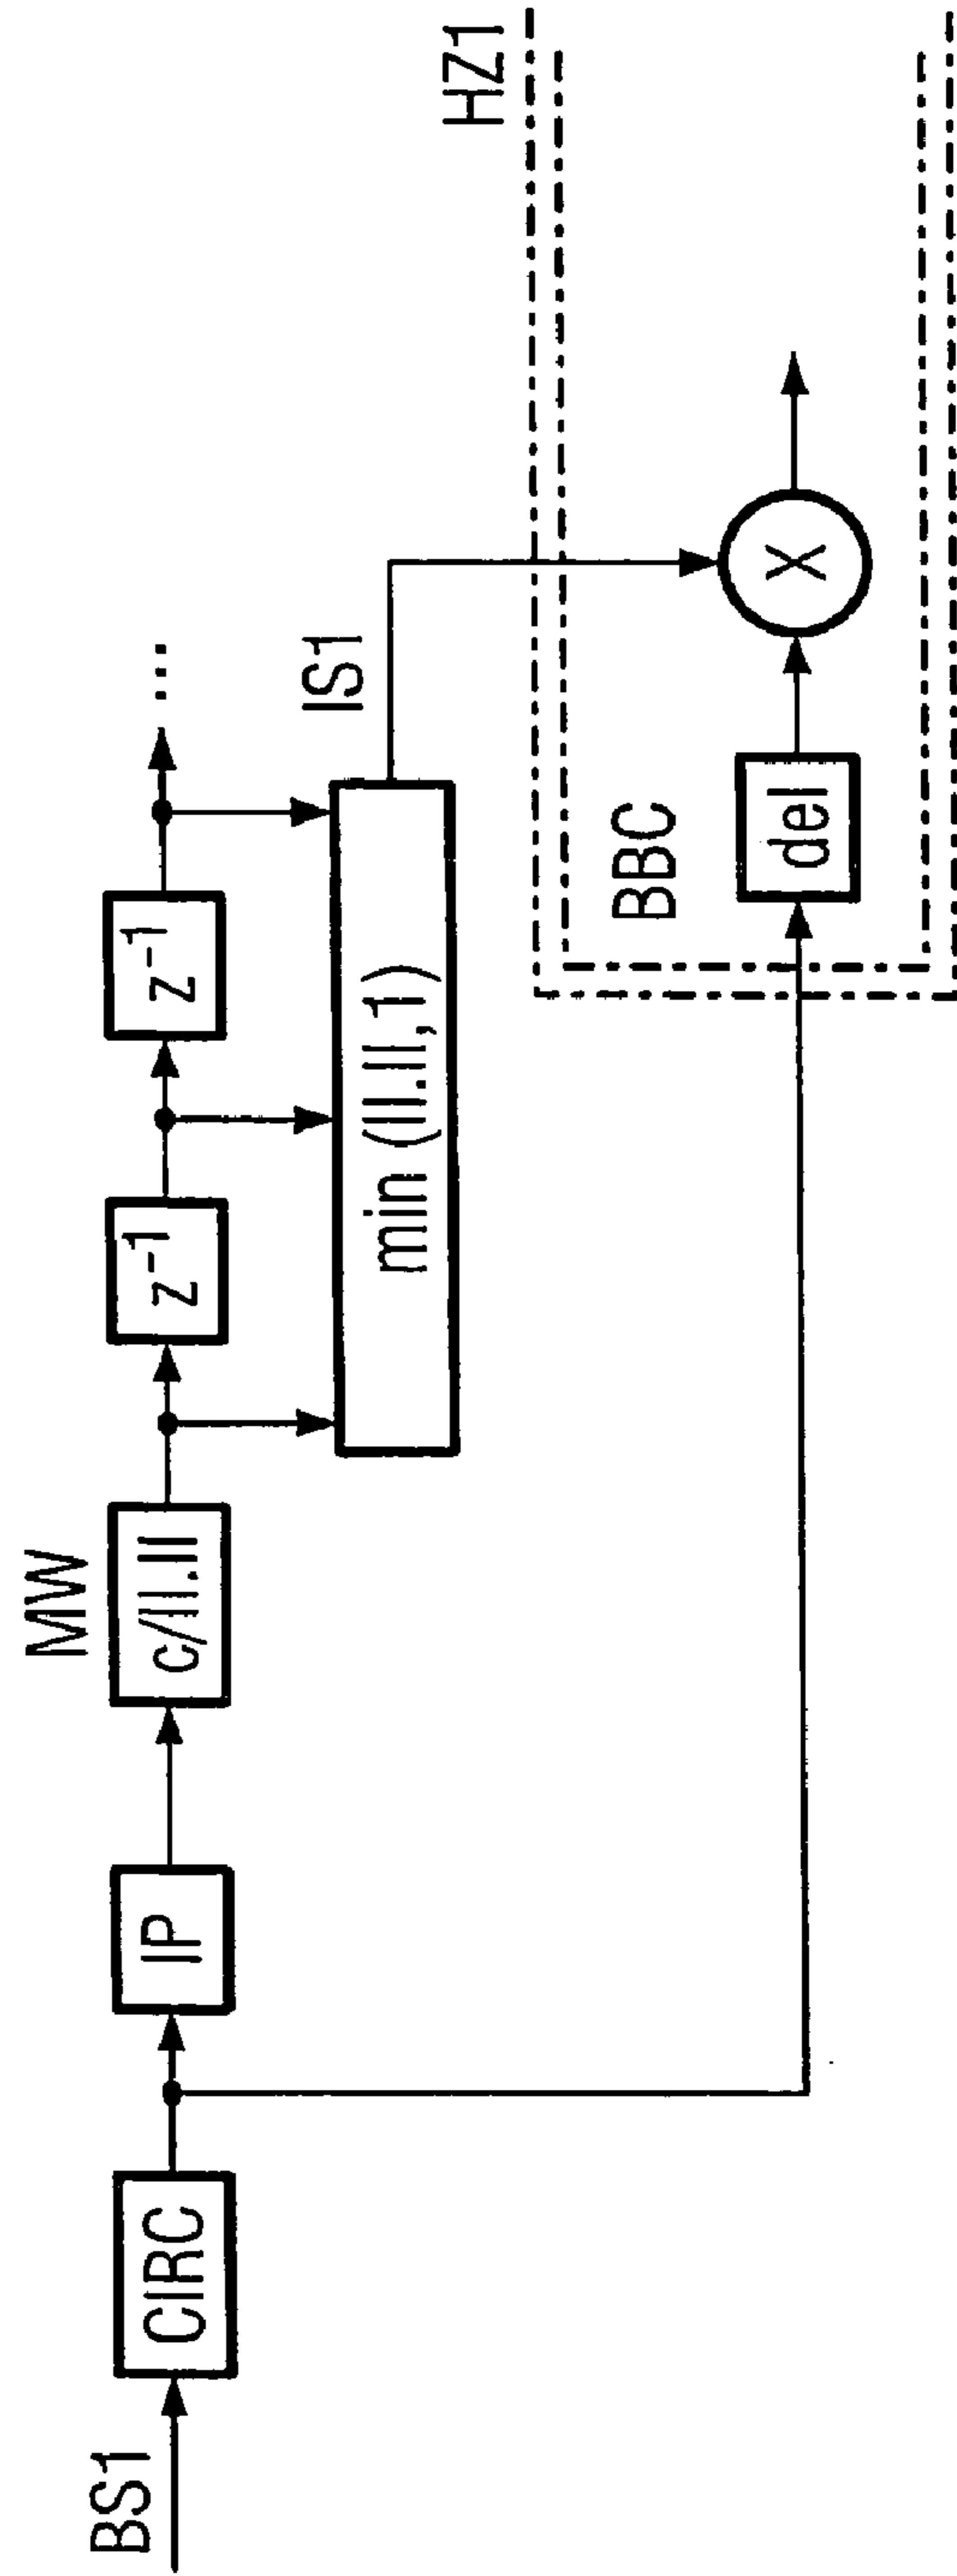 BS1
CIRC
IP
MW
c/||.||
z⁻¹
z⁻¹
...
min (||.||,1)
IS1
HZ1
BBC
del
X